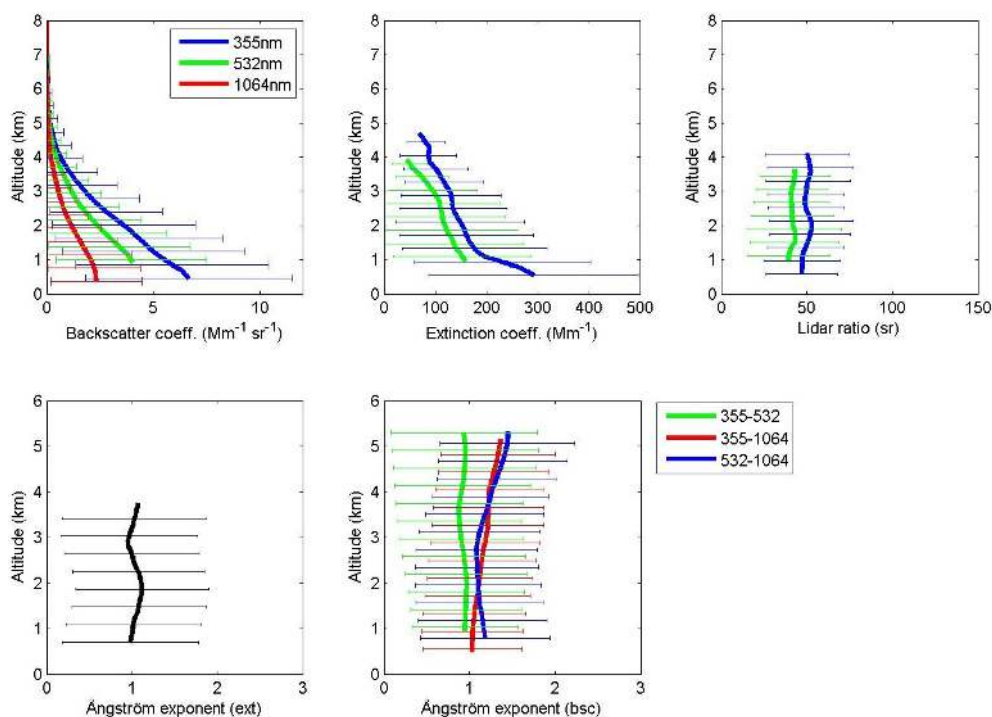 8
7
6
5
4
3
2
1
0
Altitude (km)
355nm
532nm
1064nm
0 5 10
Backscatter coeff. (Mm⁻¹ sr⁻¹)
8
7
6
5
4
3
2
1
0
Altitude (km)
0 100 200 300 400 500
Extinction coeff. (Mm⁻¹)
8
7
6
5
4
3
2
1
0
Altitude (km)
0 50 100 150
Lidar ratio (sr)
6
5
4
3
2
1
0
Altitude (km)
0 1 2 3
Ångström exponent (ext)
6
5
4
3
2
1
0
Altitude (km)
0 1 2 3
Ångström exponent (bsc)
355-532
355-1064
532-1064